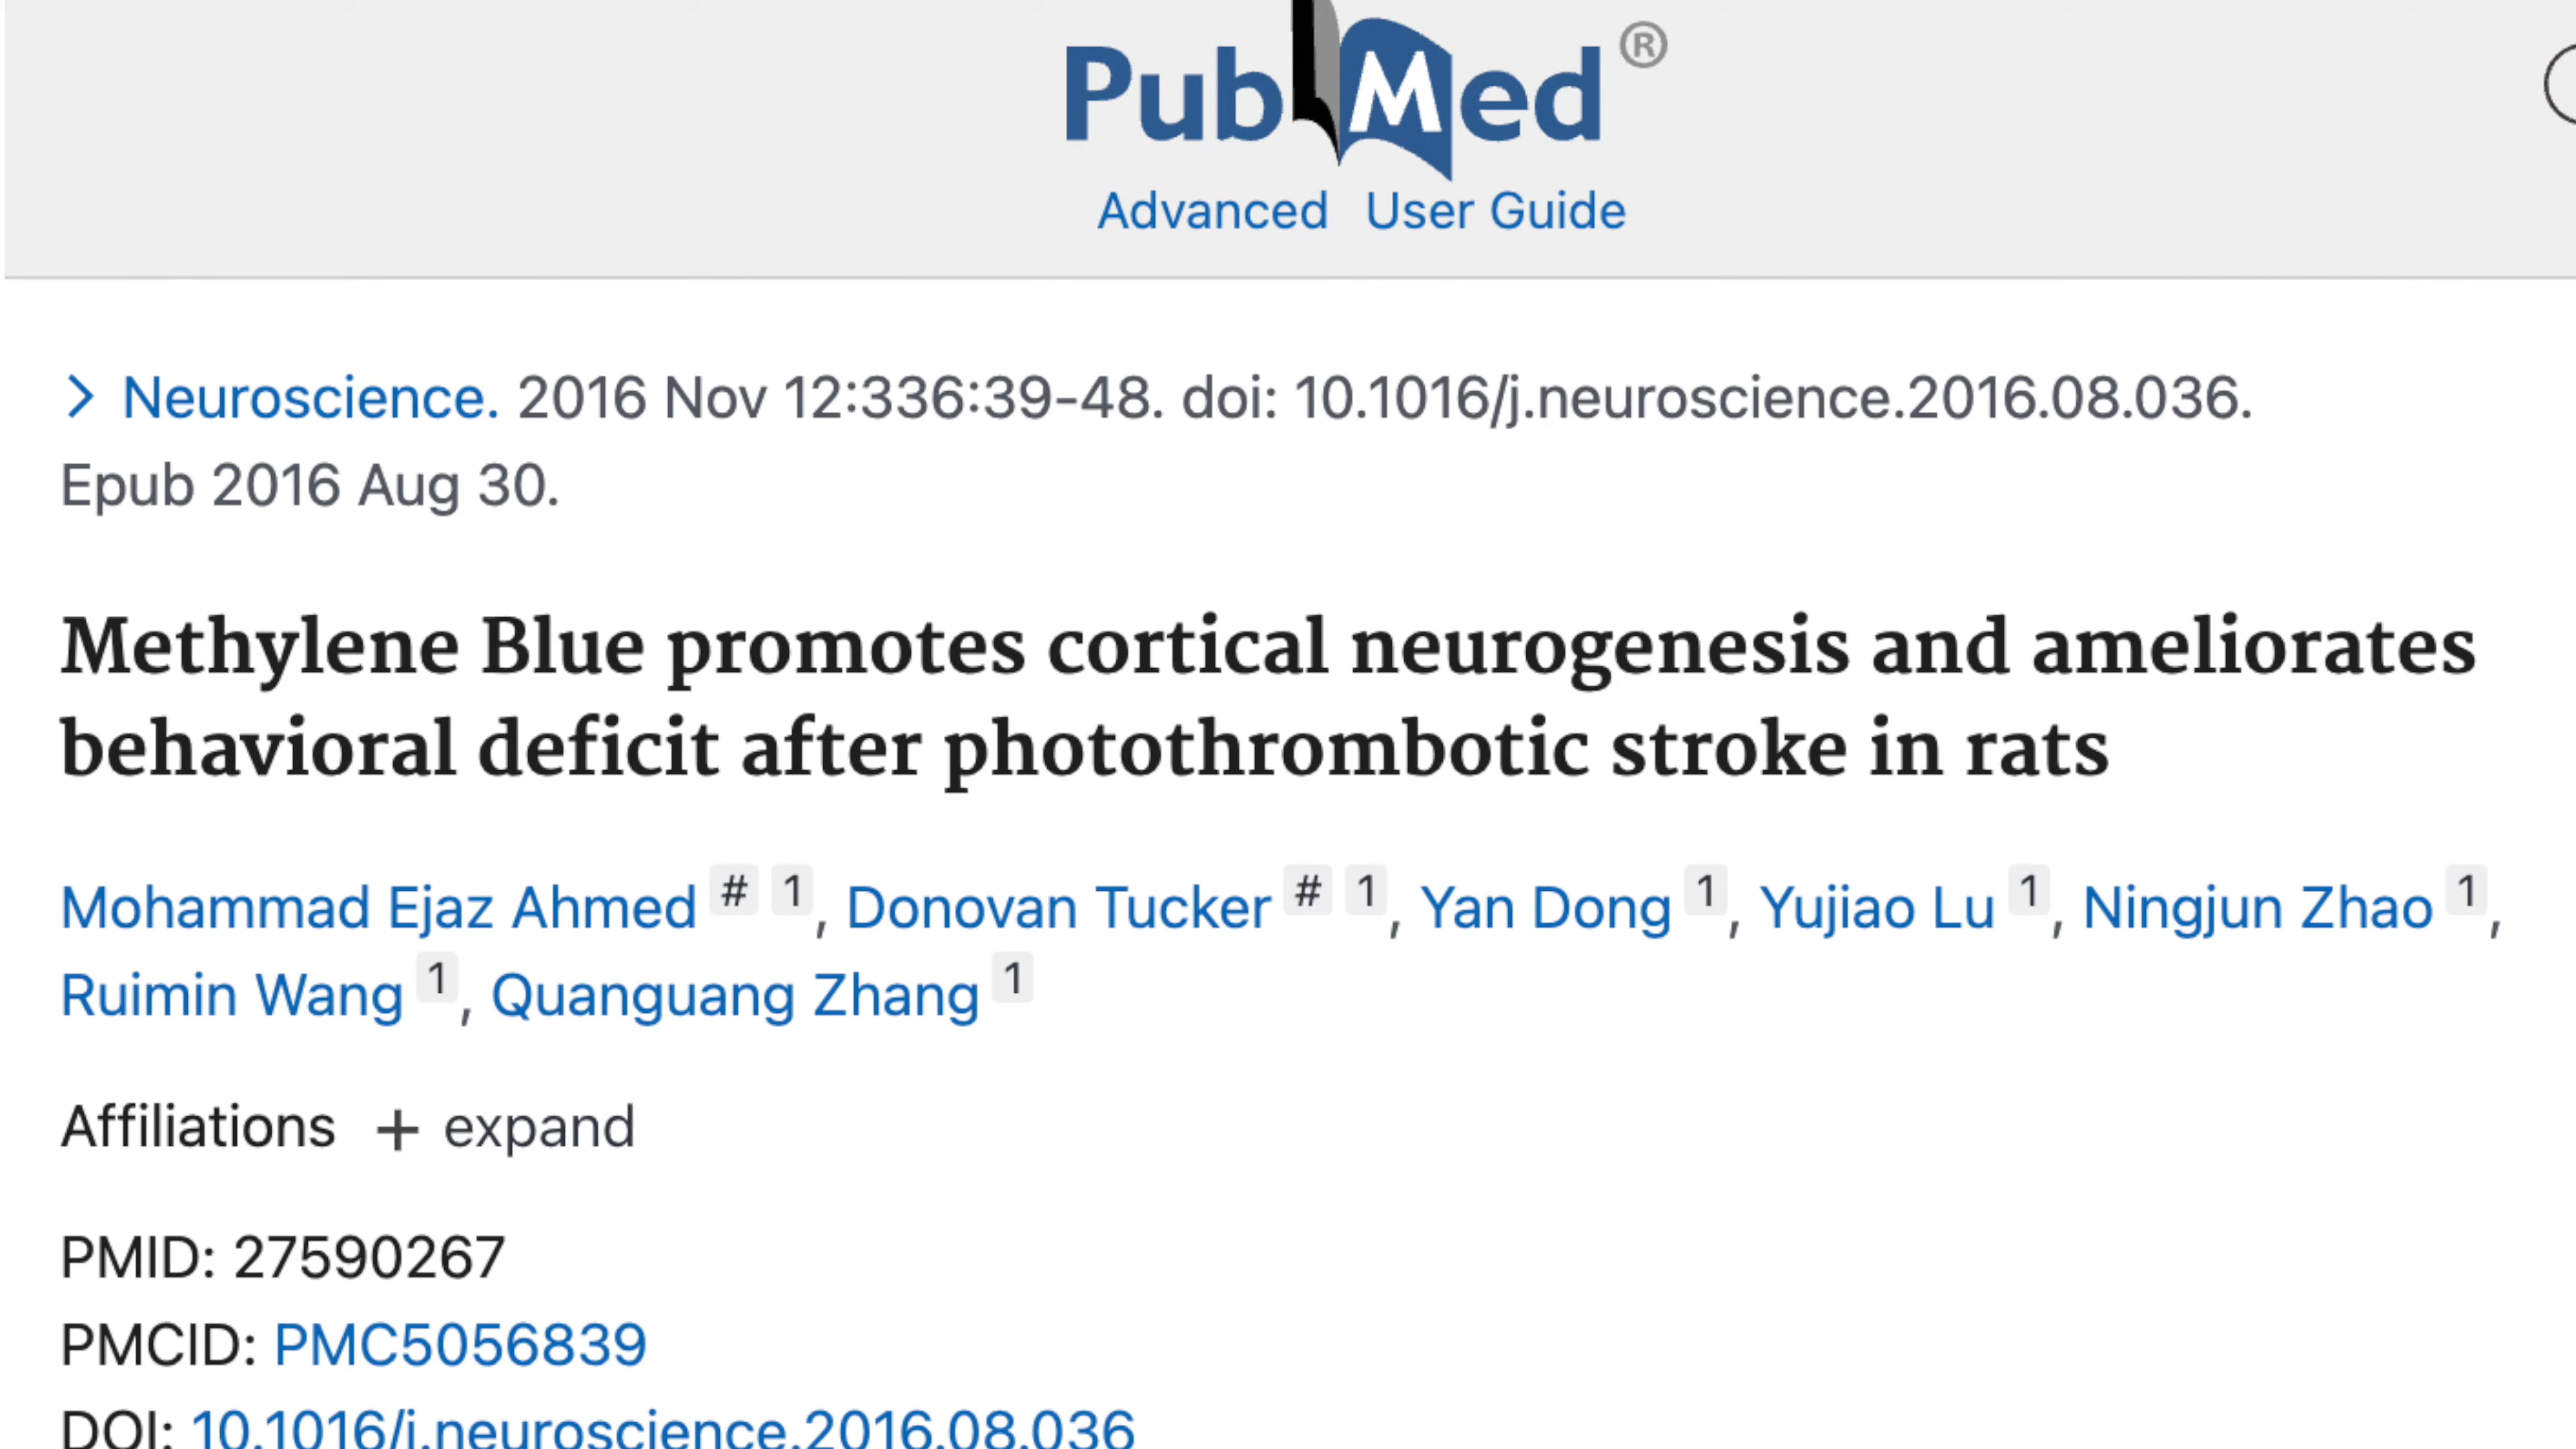 PubMed®
Advanced User Guide
> Neuroscience. 2016 Nov 12:336:39-48. doi: 10.1016/j.neuroscience.2016.08.036.
Epub 2016 Aug 30.
Methylene Blue promotes cortical neurogenesis and ameliorates
behavioral deficit after photothrombotic stroke in rats
Mohammad Ejaz Ahmed # 1, Donovan Tucker # 1, Yan Dong 1, Yujiao Lu 1, Ningjun Zhao 1,
Ruimin Wang 1, Quanguang Zhang 1
Affiliations + expand
PMID: 27590267
PMCID: PMC5056839
DOI: 10.1016/j.neuroscience.2016.08.036